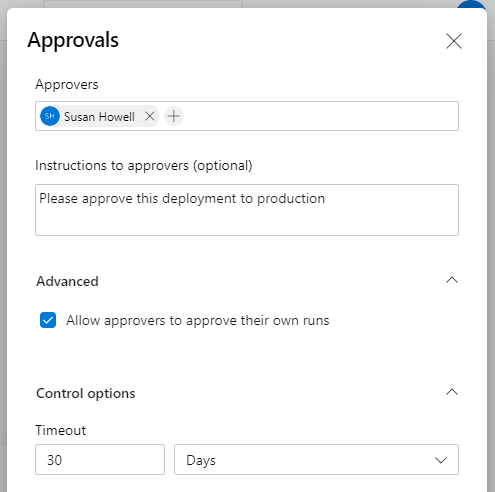 Approvals
Approvers
SH Susan Howell
Instructions to approvers (optional)
Please approve this deployment to production
Advanced
Allow approvers to approve their own runs
Control options
Timeout
30 Days